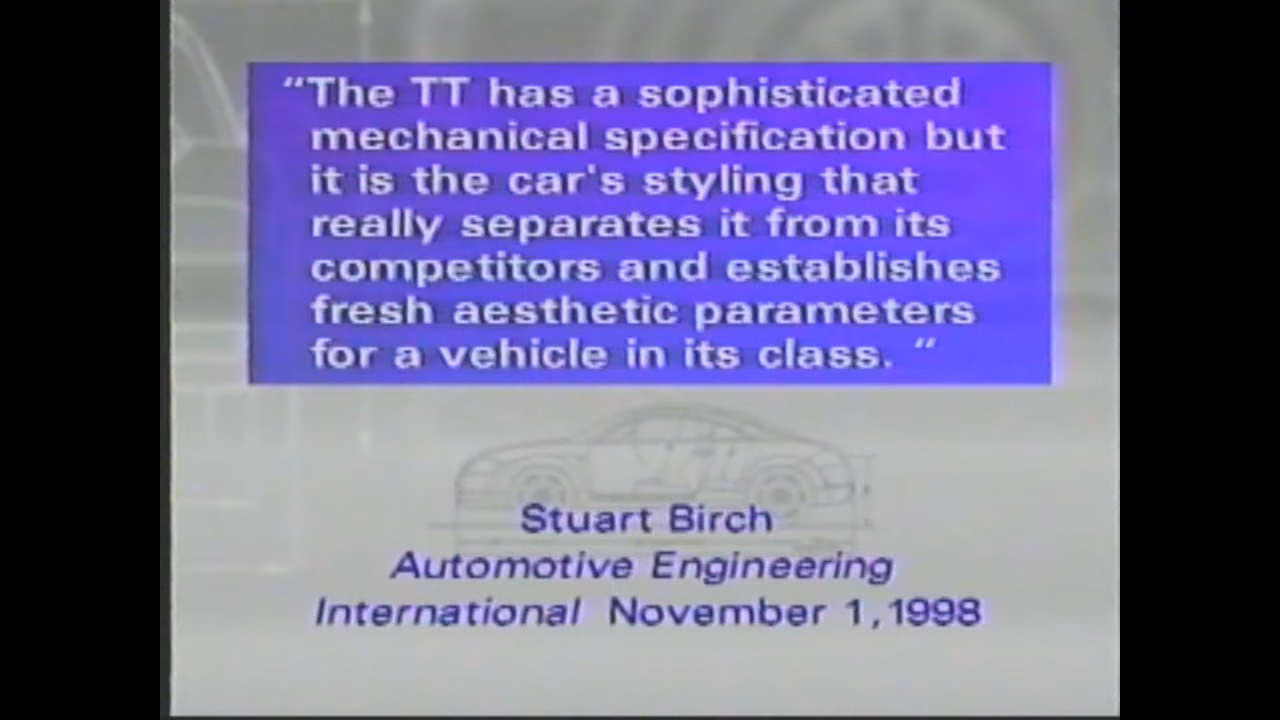 “The TT has a sophisticated
mechanical specification but
it is the car's styling that
really separates it from its
competitors and establishes
fresh aesthetic parameters
for a vehicle in its class. “
Stuart Birch
Automotive Engineering
International November 1, 1998